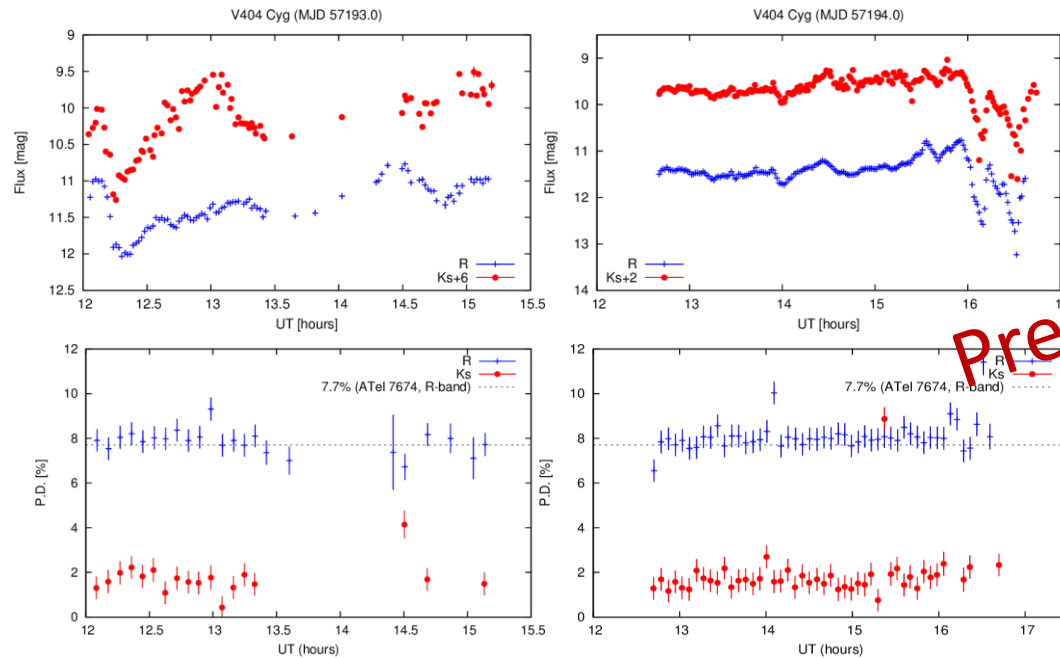 V404 Cyg (MJD 57193.0)
9
9.5
10
10.5
11
11.5
12
12.5
Flux [mag]
R
Ks+6
12 12.5 13 13.5 14 14.5 15 15.5
UT [hours]
V404 Cyg (MJD 57194.0)
9
10
11
12
13
14
Flux [mag]
R
Ks+2
12 13 14 15 16 1
UT [hours]
12
10
8
6
4
2
0
P.D. [%]
R
Ks
7.7% (ATel 7674, R-band)
12 12.5 13 13.5 14 14.5 15 15.5
UT (hours)
12
10
8
6
4
2
0
P.D. [%]
R
Ks
7.7% (ATel 7674, R-band)
12 13 14 15 16 17
UT (hours)
Pre